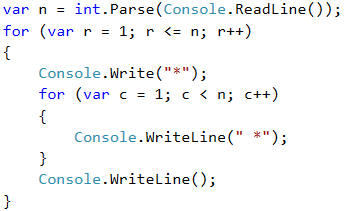 var n = int.Parse(Console.ReadLine());
for (var r = 1; r <= n; r++)
{
    Console.Write("*");
    for (var c = 1; c < n; c++)
    {
        Console.WriteLine(" *");
    }
    Console.WriteLine();
}